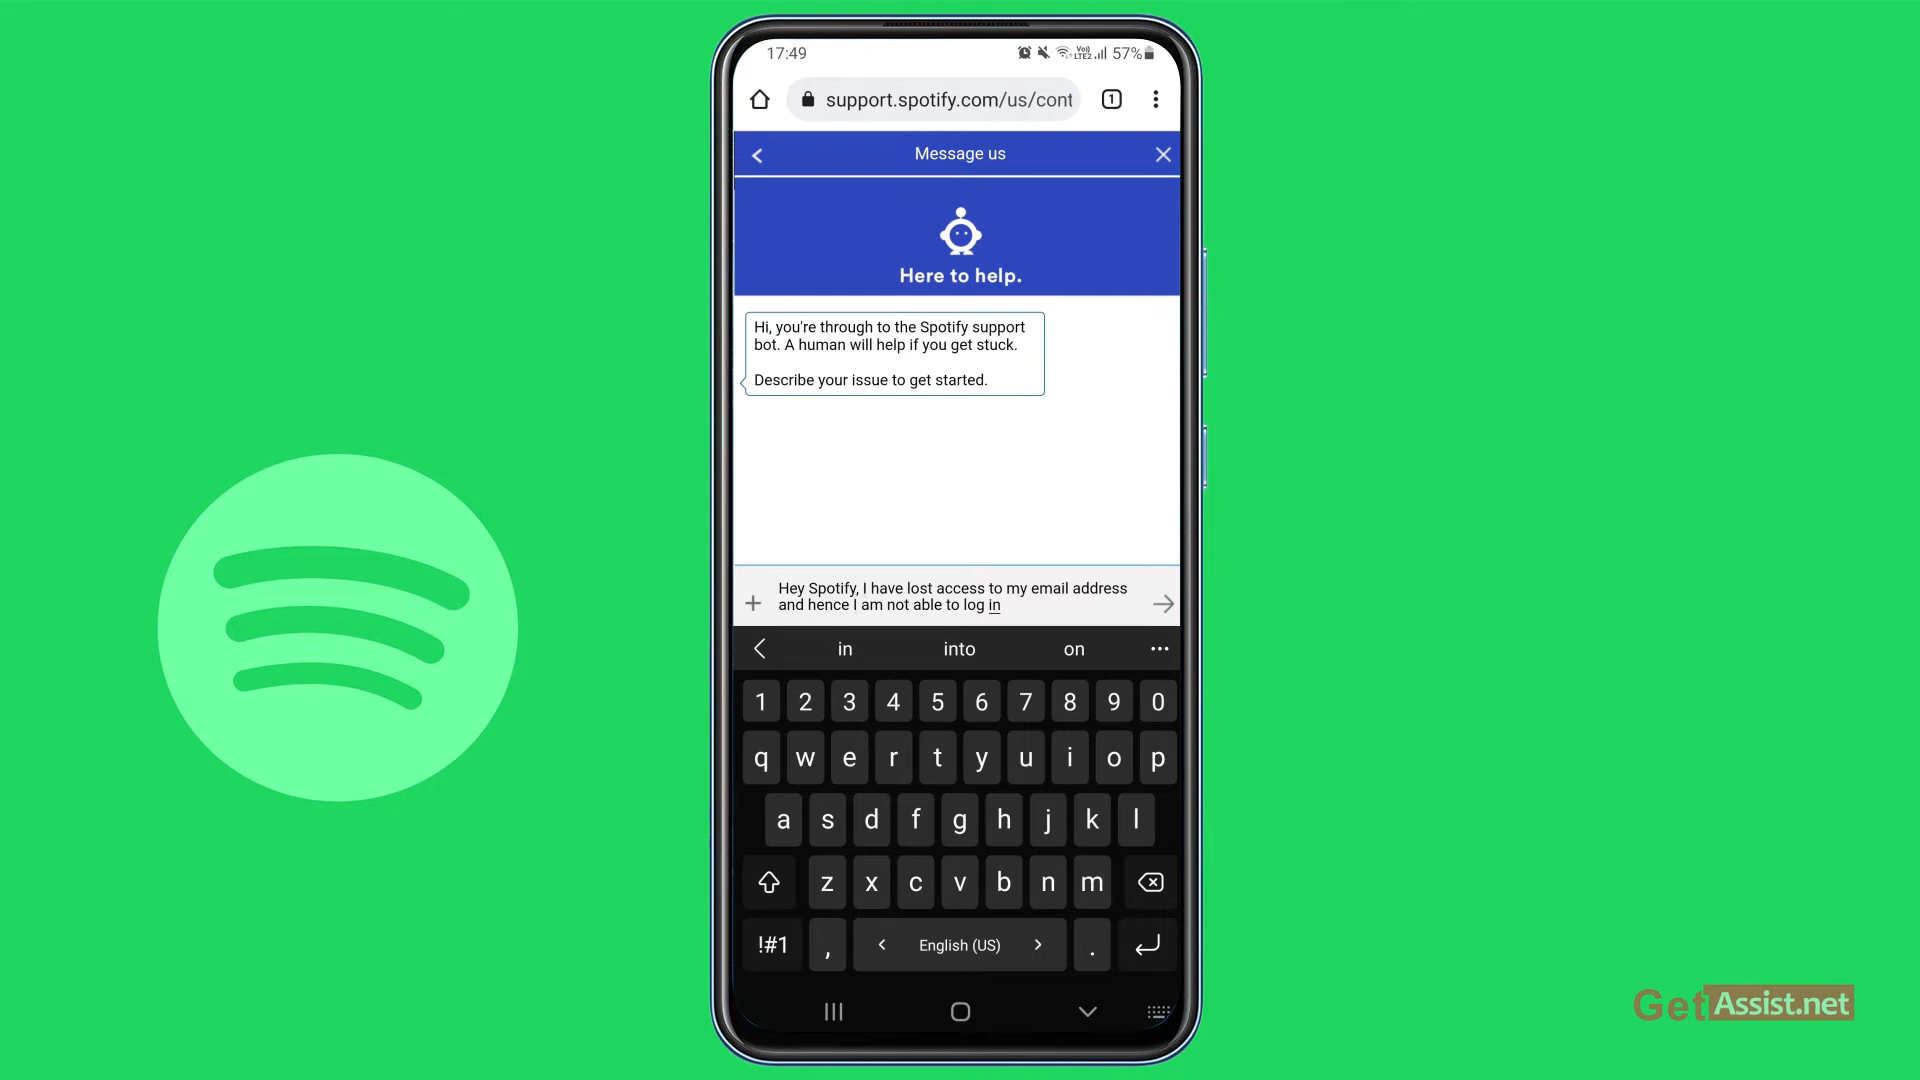 17:49
Vo))
LTE2
57%
support.spotify.com/us/cont
1
Message us
Here to help.
Hi, you're through to the Spotify support
bot. A human will help if you get stuck.
Describe your issue to get started.
Hey Spotify, I have lost access to my email address
and hence I am not able to log in
in into on
1 2 3 4 5 6 7 8 9 0
q w e r t y u i o p
a s d f g h j k l
z x c v b n m
!#1 , English (US) .
GetAssist.net